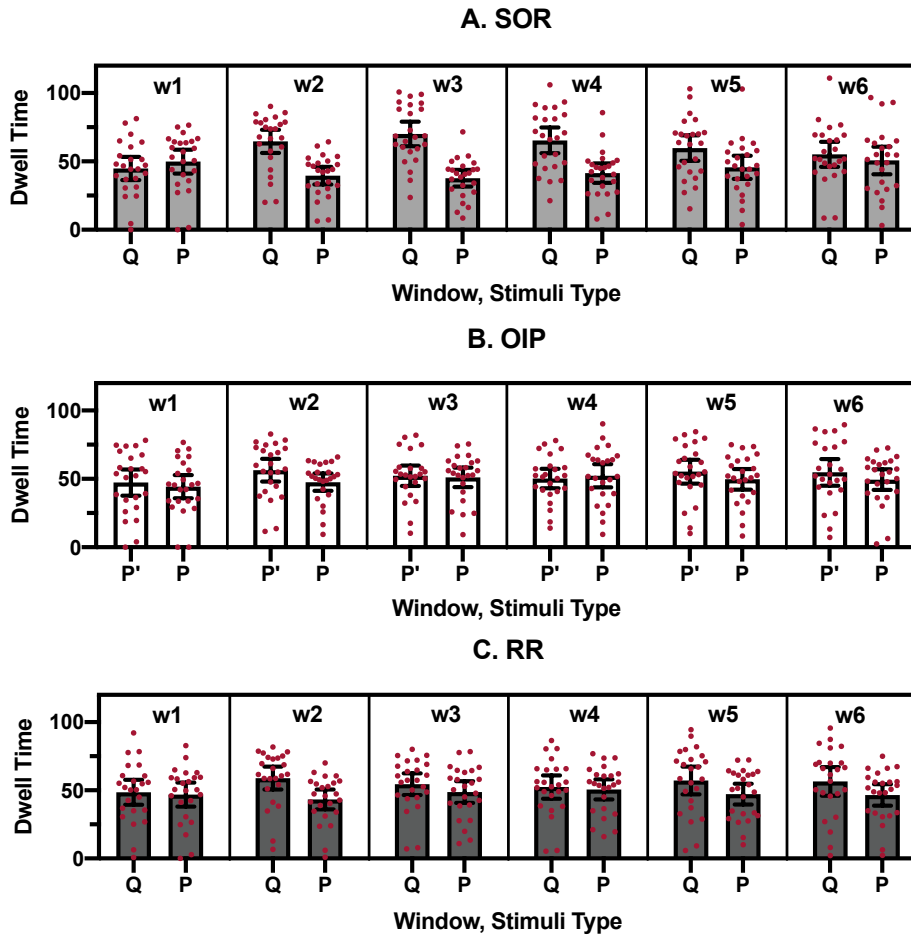 A. SOR
w1 w2 w3 w4 w5 w6
Dwell Time
100
50
0
Q P Q P Q P Q P Q P Q P
Window, Stimuli Type
B. OIP
w1 w2 w3 w4 w5 w6
Dwell Time
100
50
0
P' P P' P P' P P' P P' P P' P
Window, Stimuli Type
C. RR
w1 w2 w3 w4 w5 w6
Dwell Time
100
50
0
Q P Q P Q P Q P Q P Q P
Window, Stimuli Type